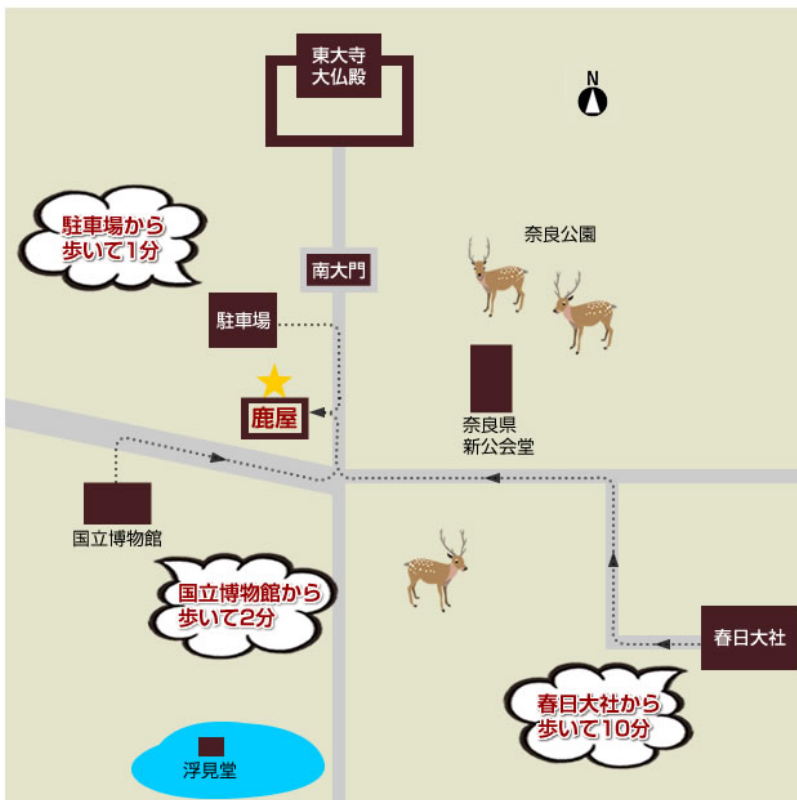 東大寺
大仏殿
N
駐車場から
歩いて1分
奈良公園
南大門
駐車場
鹿屋
奈良県
新公会堂
国立博物館
国立博物館から
歩いて2分
春日大社
春日大社から
歩いて10分
浮見堂